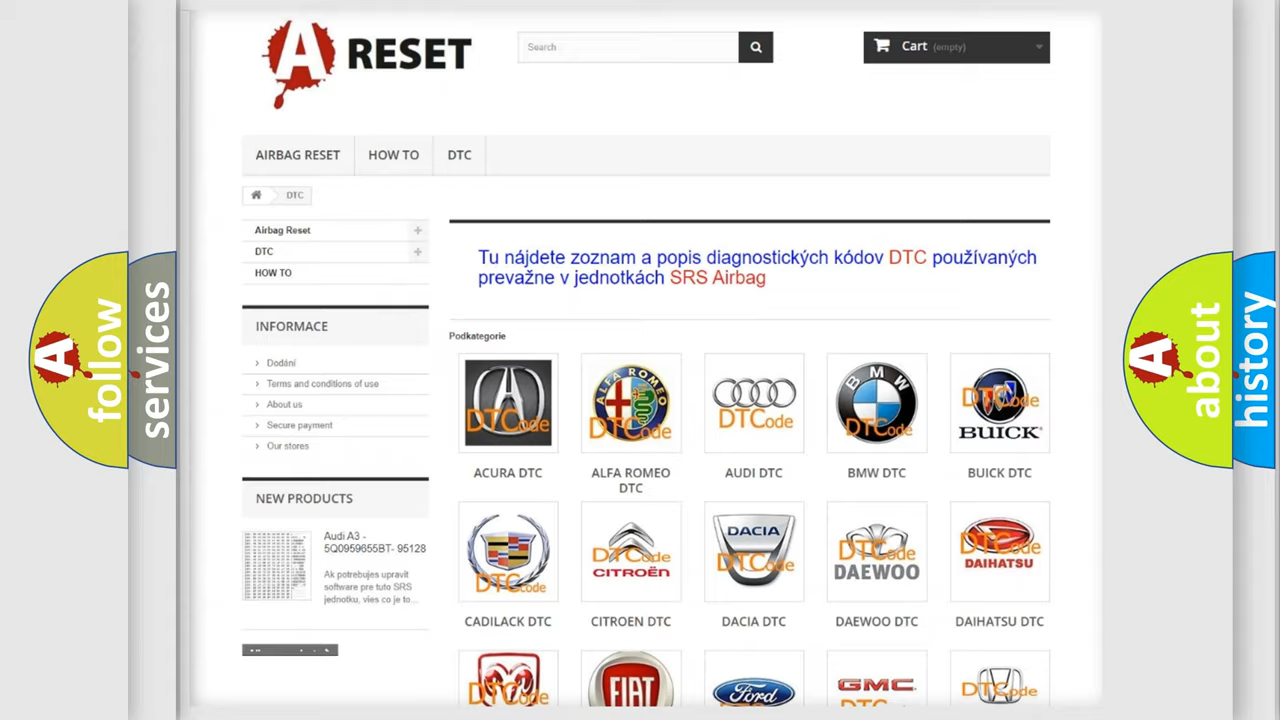 A RESET
Search
Cart (empty)
AIRBAG RESET
HOW TO
DTC
DTC
Airbag Reset
DTC
HOW TO
Tu nájdete zoznam a popis diagnostických kódov DTC používaných
prevažne v jednotkách SRS Airbag
INFORMACE
Dodání
Terms and conditions of use
About us
Secure payment
Our stores
Podkategorie
DTCode
ALFA ROMEO
DTCode
DTCode
BMW
DTCode
DTCode
BUICK
ACURA DTC
ALFA ROMEO
DTC
AUDI DTC
BMW DTC
BUICK DTC
NEW PRODUCTS
Audi A3 -
5Q0959655BT- 95128
Ak potrebujes upravit
software pre tuto SRS
jednotku, vies co je to...
DTCode
DTCode
CITROËN
DACIA
DTCode
DTCode
DAEWOO
DTCode
DAIHATSU
CADILACK DTC
CITROEN DTC
DACIA DTC
DAEWOO DTC
DAIHATSU DTC
DTCode
FIAT
Ford
GMC
DTCode
A follow
services
A about
history